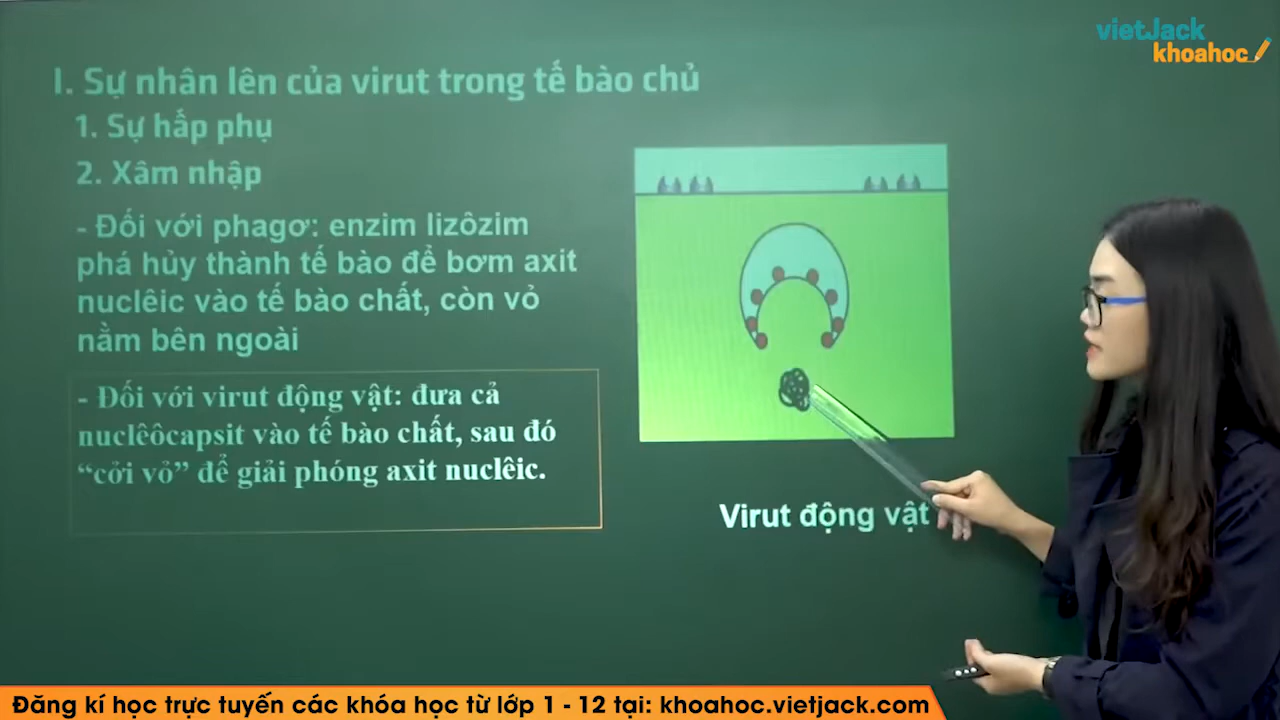 vietJack
khoahoc
I. Sự nhân lên của virut trong tế bào chủ
1. Sự hấp phụ
2. Xâm nhập
- Đối với phagơ: enzim lizôzim
phá hủy thành tế bào để bơm axit
nuclêic vào tế bào chất, còn vỏ
nằm bên ngoài
- Đối với virut động vật: đưa cả
nuclêôcapsit vào tế bào chất, sau đó
“cởi vỏ” để giải phóng axit nuclêic.
Virut động vật
Đăng kí học trực tuyến các khóa học từ lớp 1 - 12 tại: khoahoc.vietjack.com